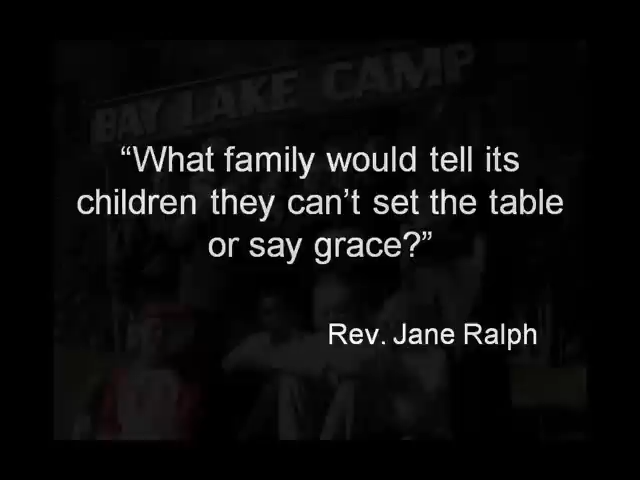 BAY LAKE CAMP
“What family would tell its
children they can’t set the table
or say grace?”
Rev. Jane Ralph